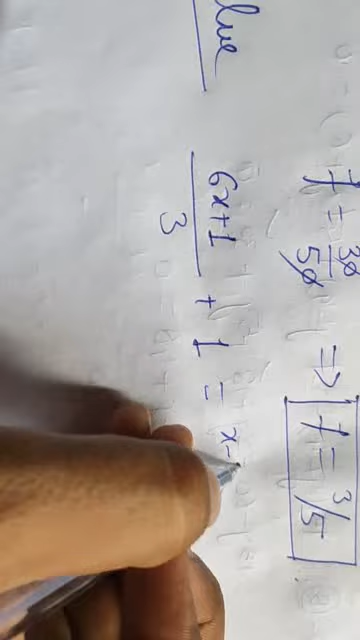 t = 30/50 ⇒ t = 3/5
lue
(6x+1)/3 + 1 = x-